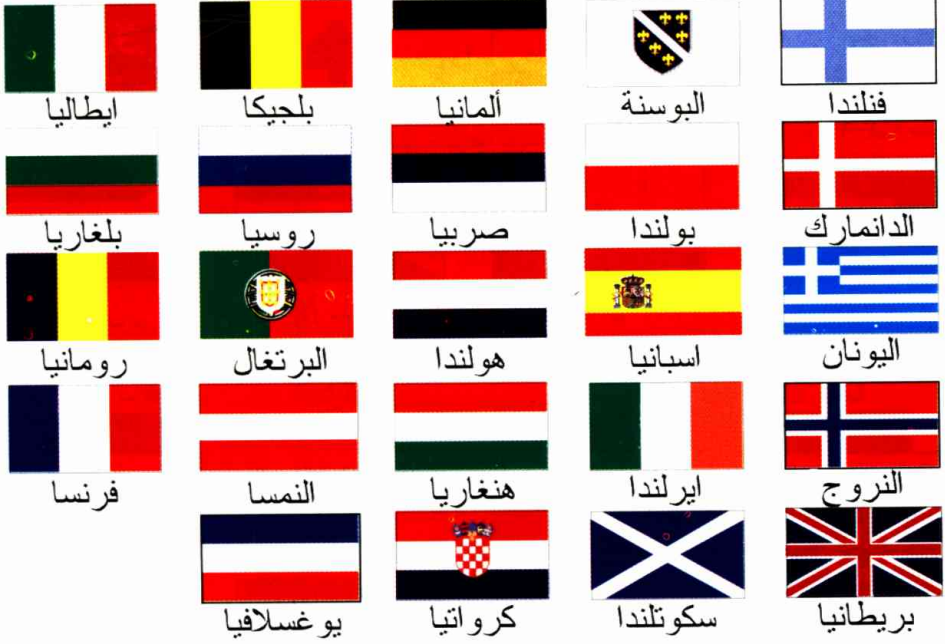 فنلندا البوسنة ألمانيا بلجيكا ايطاليا
الدانمارك بولندا صربيا روسيا بلغاريا
اليونان اسبانيا هولندا البرتغال رومانيا
النروج ايرلندا هنغاريا النمسا فرنسا
بريطانيا سكوتلندا كرواتيا يوغسلافيا